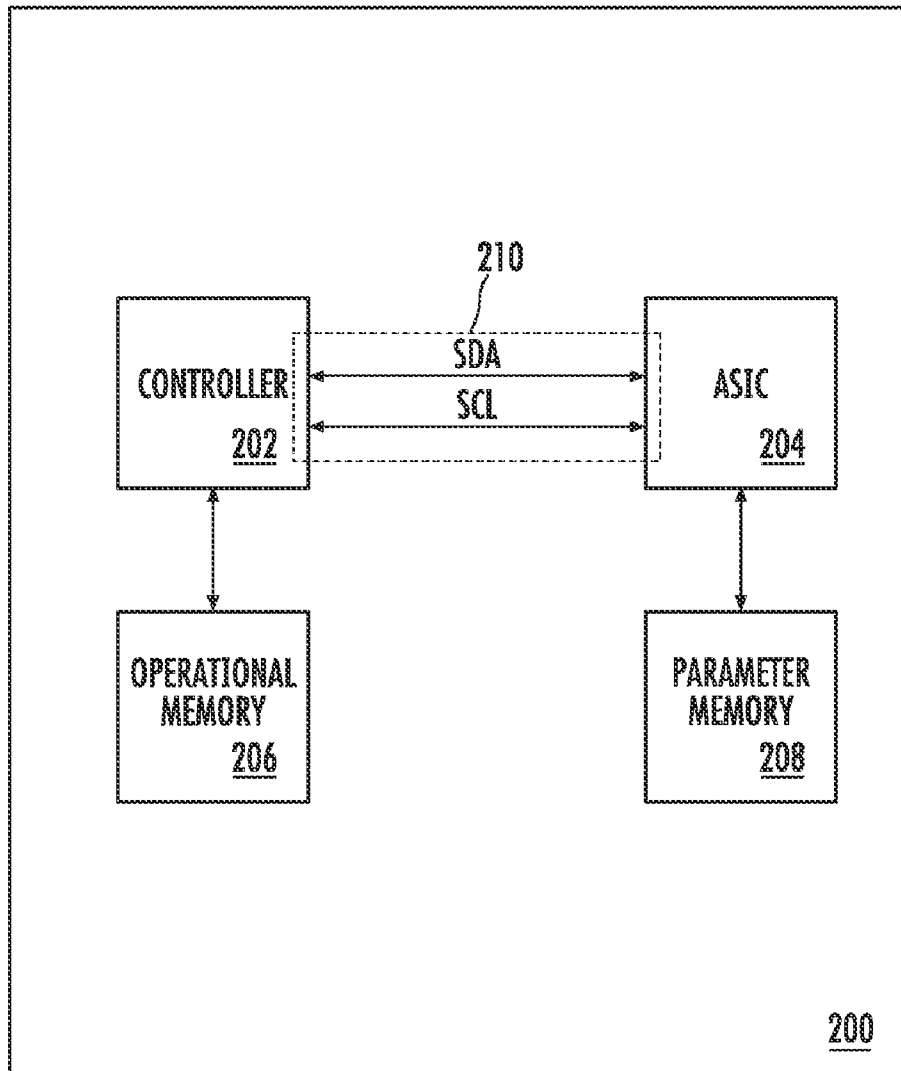 210
SDA
SCL
CONTROLLER
202
ASIC
204
OPERATIONAL
MEMORY
206
PARAMETER
MEMORY
208
200